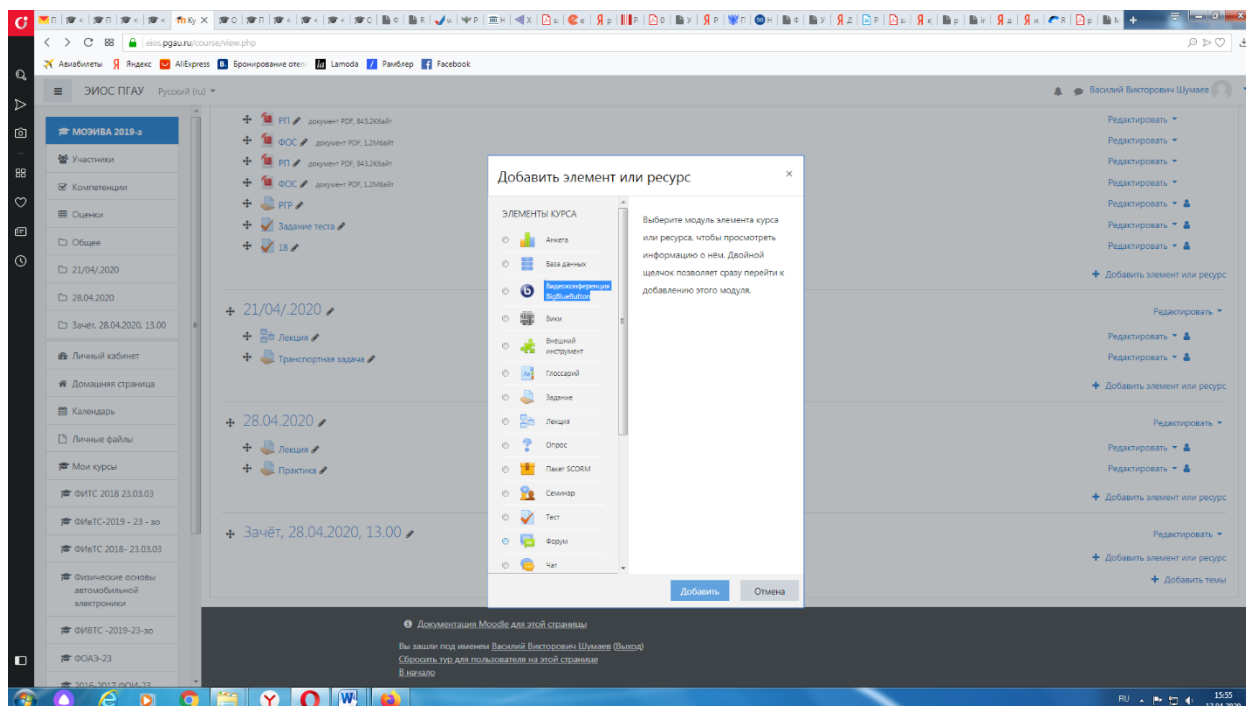 eios.pgau.ru/course/view.php
Авиабилеты Яндекс AliExpress Бронирование отел Lamoda Рамблер Facebook
ЭИОС ПГАУ Русский (ru)
Василий Викторович Шумаев
МОЭИВА 2019-з
Участники
Компетенции
Оценки
Общее
21/04/.2020
28.04.2020
Зачёт, 28.04.2020, 13.00
Личный кабинет
Домашняя страница
Календарь
Личные файлы
Мои курсы
ФИТС 2018 23.03.03
ФИвТС-2019 - 23 - зо
ФИвТС 2018- 23.03.03
Физические основы
автомобильной
электроники
ФИВТС -2019-23-зо
ФОАЭ-23
2016-2017 ФОИ-23
РП документ PDF, 843.2Кбайт Редактировать
ФОС документ PDF, 1.2Мбайт Редактировать
РП документ PDF, 843.2Кбайт Редактировать
ФОС документ PDF, 1.2Мбайт Редактировать
РГР Редактировать
Задание теста Редактировать
18 Редактировать
Добавить элемент или ресурс
21/04/.2020 Редактировать
Лекция Редактировать
Транспортная задача Редактировать
Добавить элемент или ресурс
28.04.2020 Редактировать
Лекция Редактировать
Практика Редактировать
Добавить элемент или ресурс
Зачёт, 28.04.2020, 13.00 Редактировать
Добавить элемент или ресурс
Добавить темы
Добавить элемент или ресурс ×
ЭЛЕМЕНТЫ КУРСА
Анкета
База данных
Видеоконференция
BigBlueButton
Вики
Внешний
инструмент
Глоссарий
Задание
Лекция
Опрос
Пакет SCORM
Семинар
Тест
Форум
Чат
Выберите модуль элемента курса
или ресурса, чтобы просмотреть
информацию о нём. Двойной
щелчок позволяет сразу перейти к
добавлению этого модуля.
Добавить Отмена
Документация Moodle для этой страницы
Вы зашли под именем Василий Викторович Шумаев (Выход)
Сбросить тур для пользователя на этой странице
В начало
RU 15:55
17.04.2020